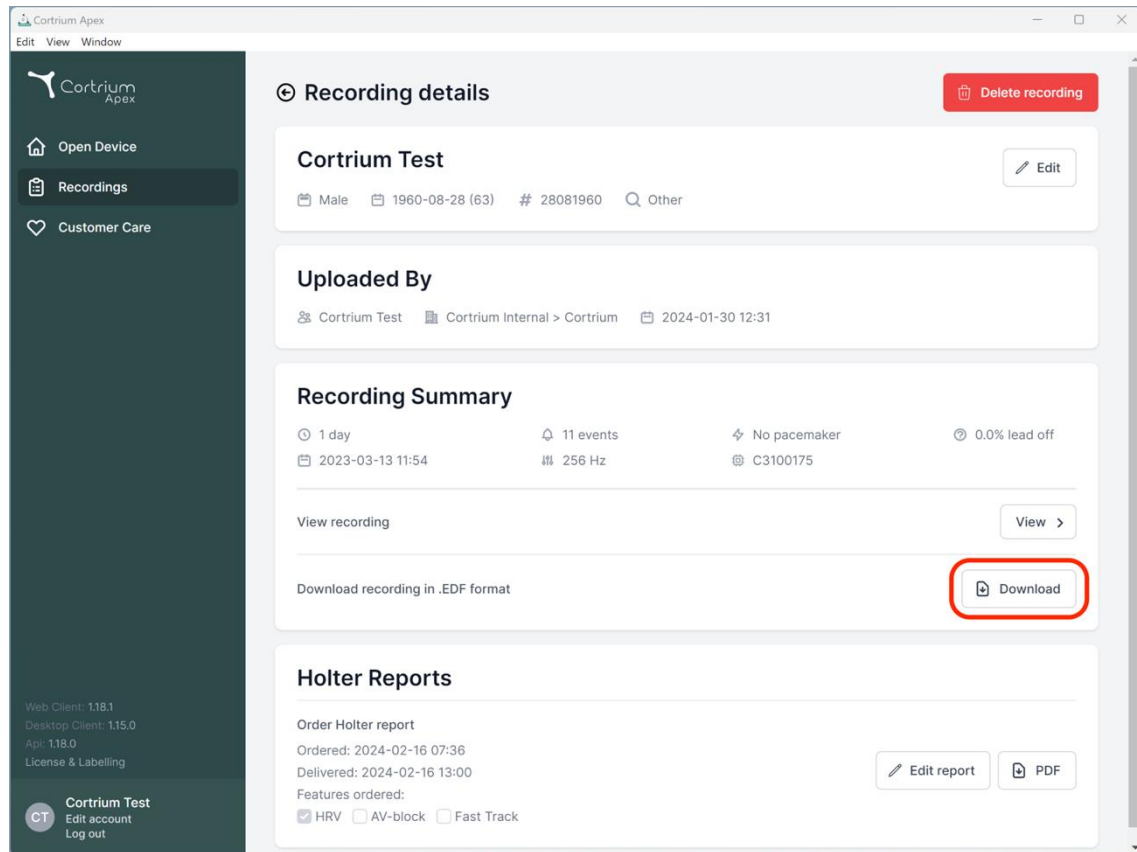 Cortrium Apex
Edit View Window
Cortrium
Apex
Open Device
Recordings
Customer Care
Web Client: 1.18.1
Desktop Client: 1.15.0
Api: 1.18.0
License & Labelling
CT
Cortrium Test
Edit account
Log out
Recording details
Delete recording
Cortrium Test
Edit
Male 1960-08-28 (63) # 28081960 Other
Uploaded By
Cortrium Test Cortrium Internal > Cortrium 2024-01-30 12:31
Recording Summary
1 day 11 events No pacemaker 0.0% lead off
2023-03-13 11:54 256 Hz C3100175
View recording View >
Download recording in .EDF format Download
Holter Reports
Order Holter report
Ordered: 2024-02-16 07:36
Delivered: 2024-02-16 13:00
Edit report PDF
Features ordered:
HRV AV-block Fast Track